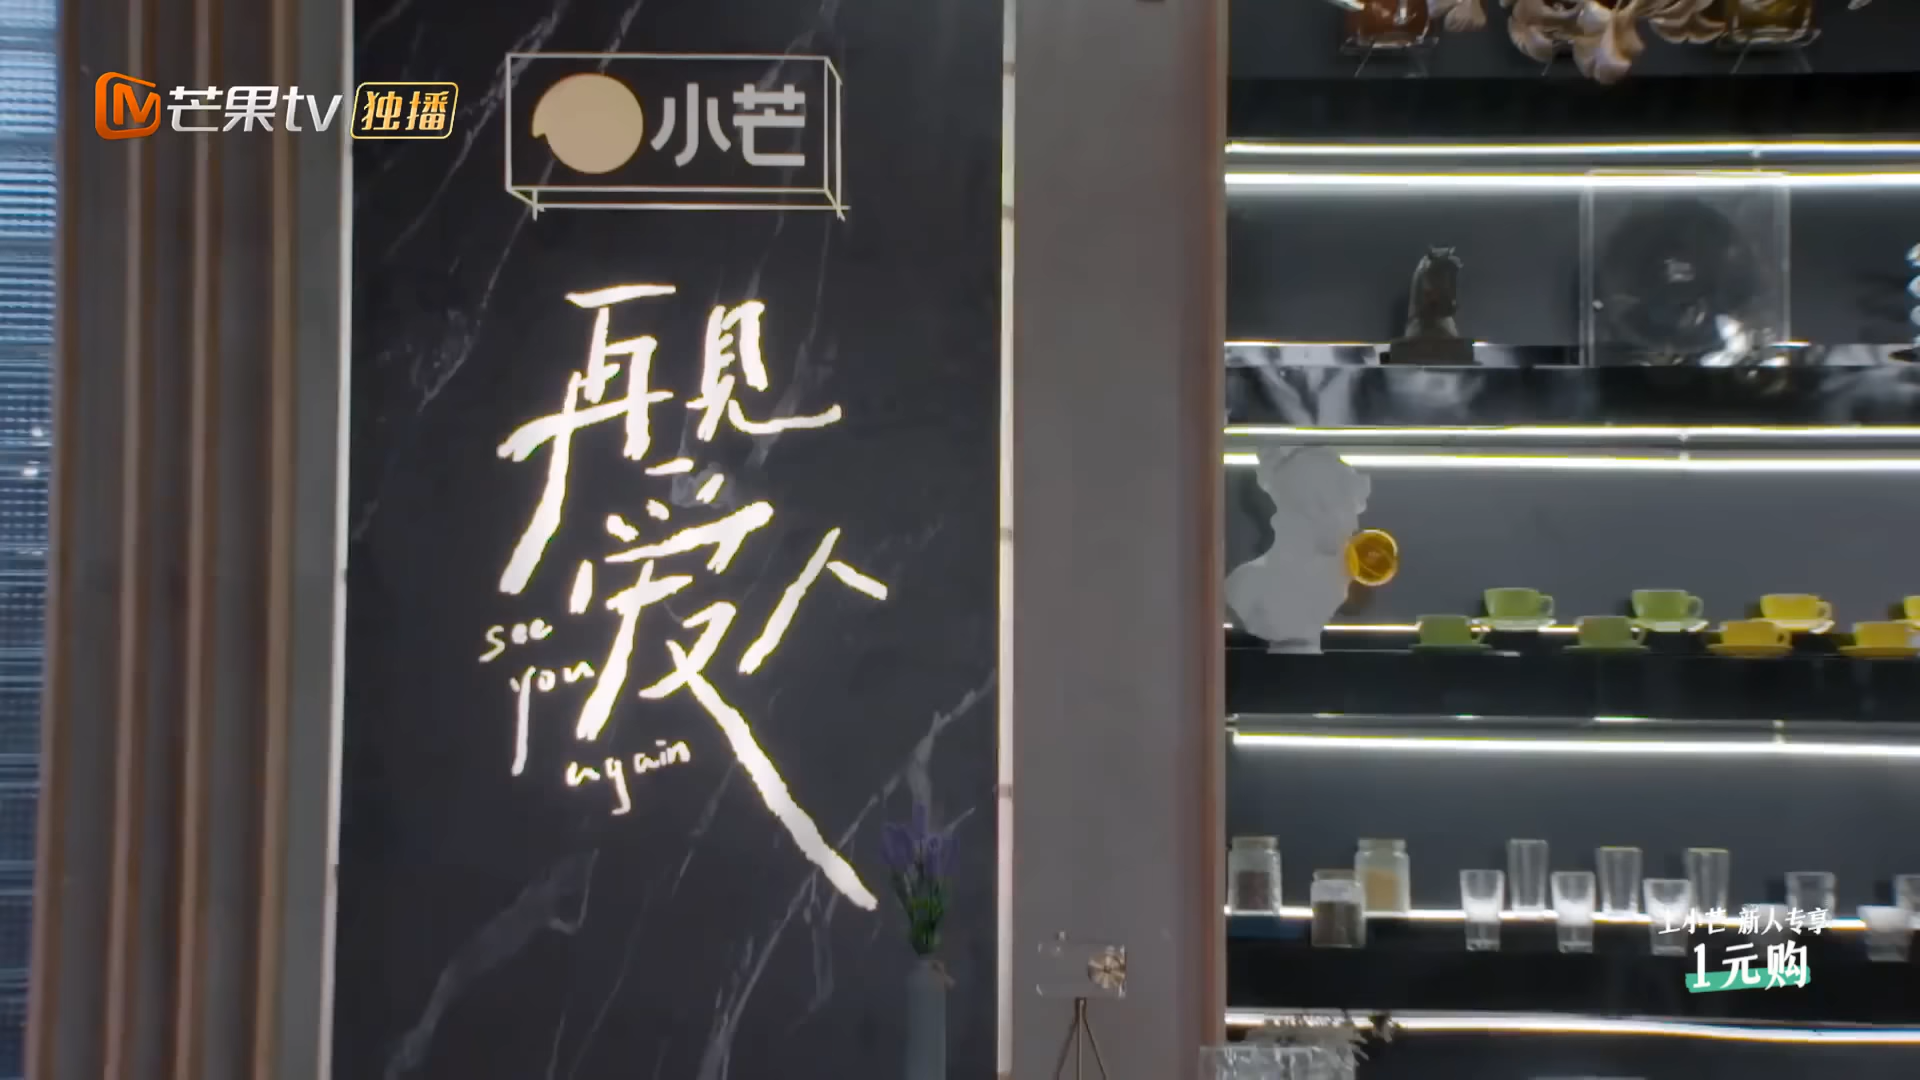 芒果tv 独播
小芒
再见
爱人
see
you
again
上小芒 新人专享
1元购